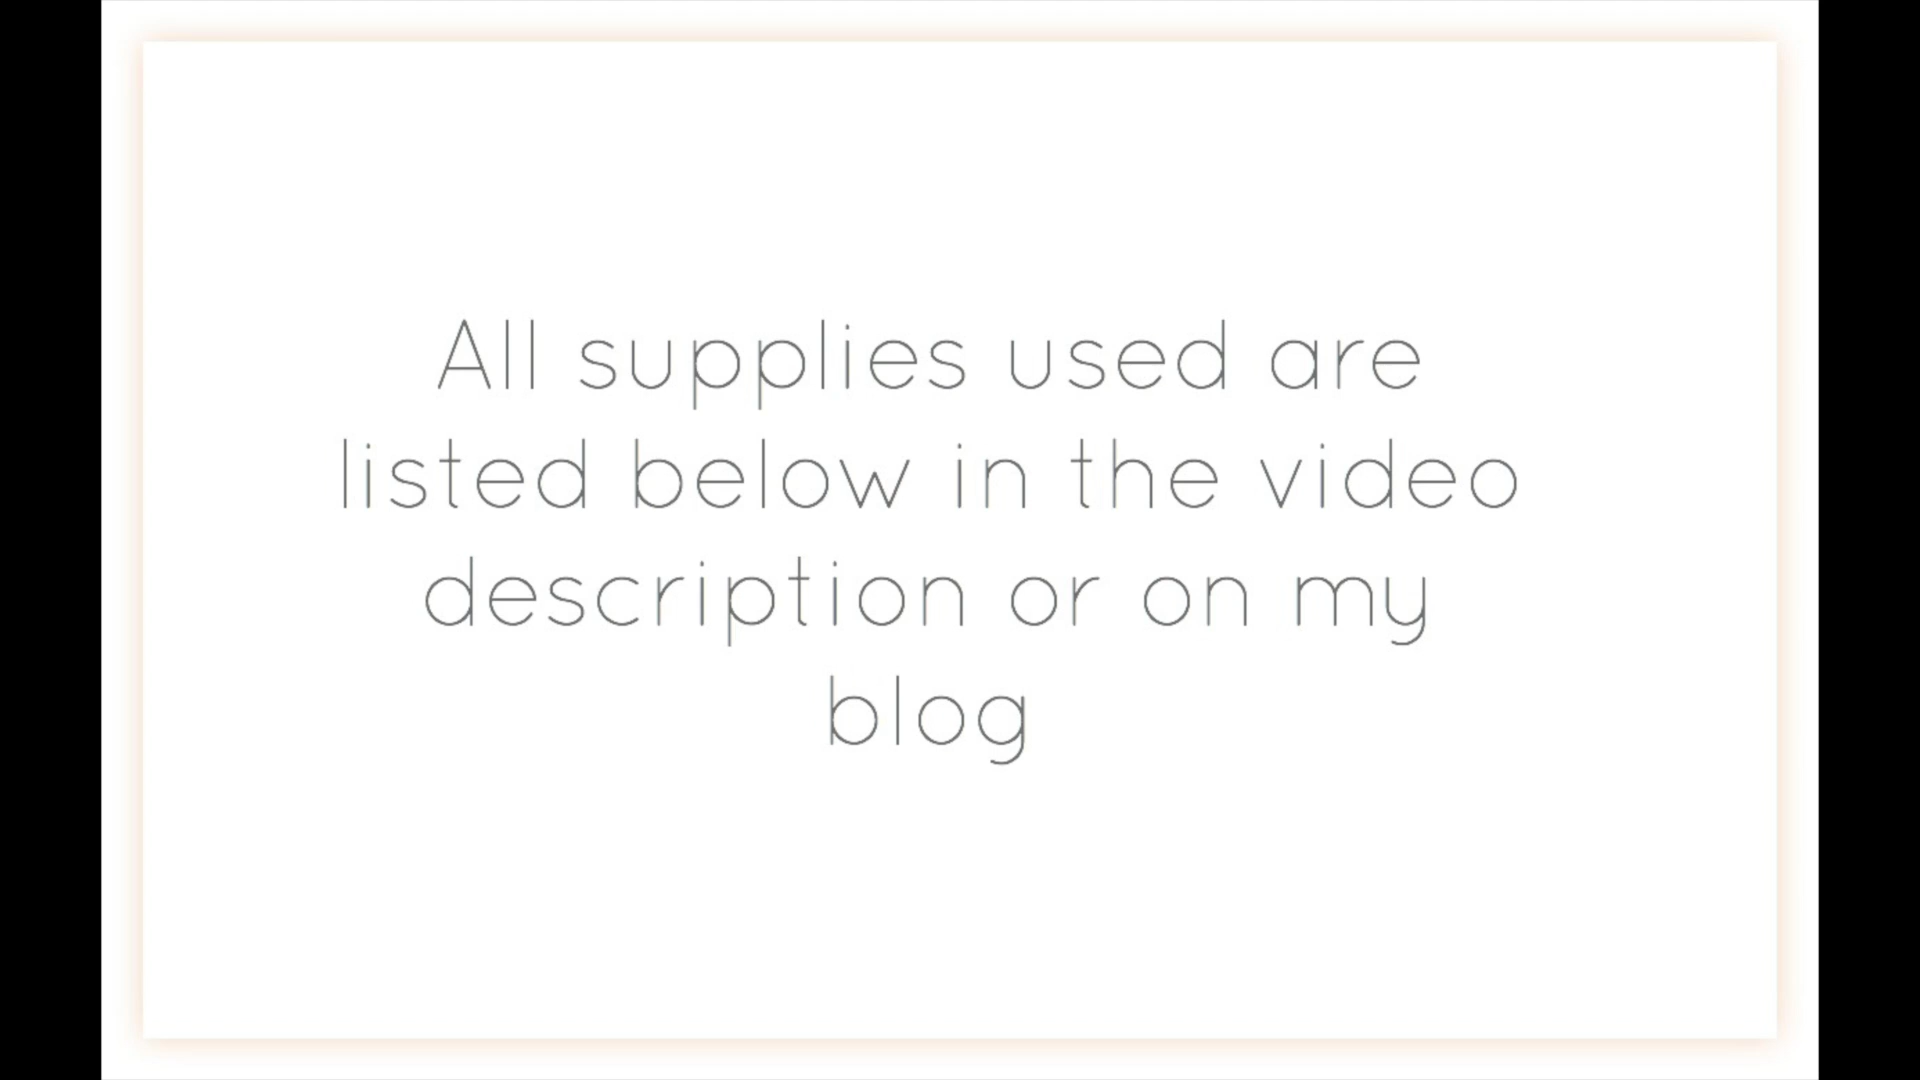 All supplies used are
listed below in the video
description or on my
blog